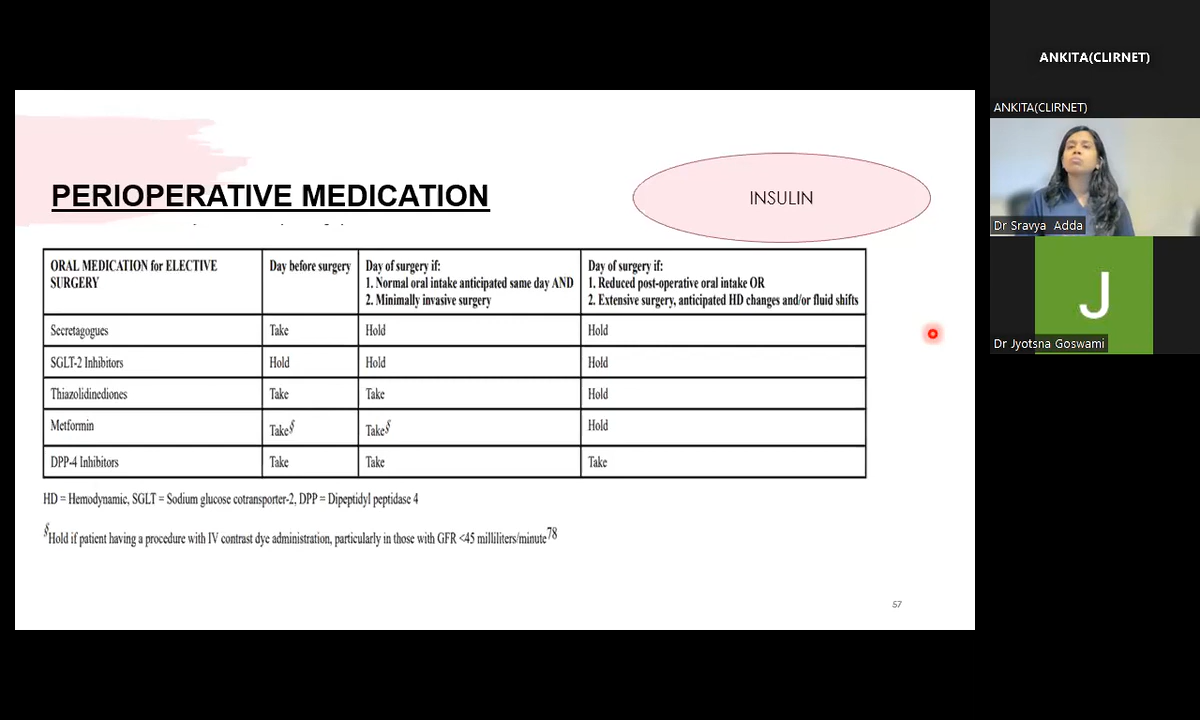 PERIOPERATIVE MEDICATION
INSULIN
ORAL MEDICATION for ELECTIVE SURGERY | Day before surgery | Day of surgery if: 1. Normal oral intake anticipated same day AND 2. Minimally invasive surgery | Day of surgery if: 1. Reduced post-operative oral intake OR 2. Extensive surgery, anticipated HD changes and/or fluid shifts
Secretagogues | Take | Hold | Hold
SGLT-2 Inhibitors | Hold | Hold | Hold
Thiazolidinediones | Take | Take | Hold
Metformin | Take§ | Take§ | Hold
DPP-4 Inhibitors | Take | Take | Take
HD = Hemodynamic, SGLT = Sodium glucose cotransporter-2, DPP = Dipeptidyl peptidase 4
§Hold if patient having a procedure with IV contrast dye administration, particularly in those with GFR <45 milliliters/minute78
57
ANKITA(CLIRNET)
ANKITA(CLIRNET)
Dr Sravya Adda
J
Dr Jyotsna Goswami